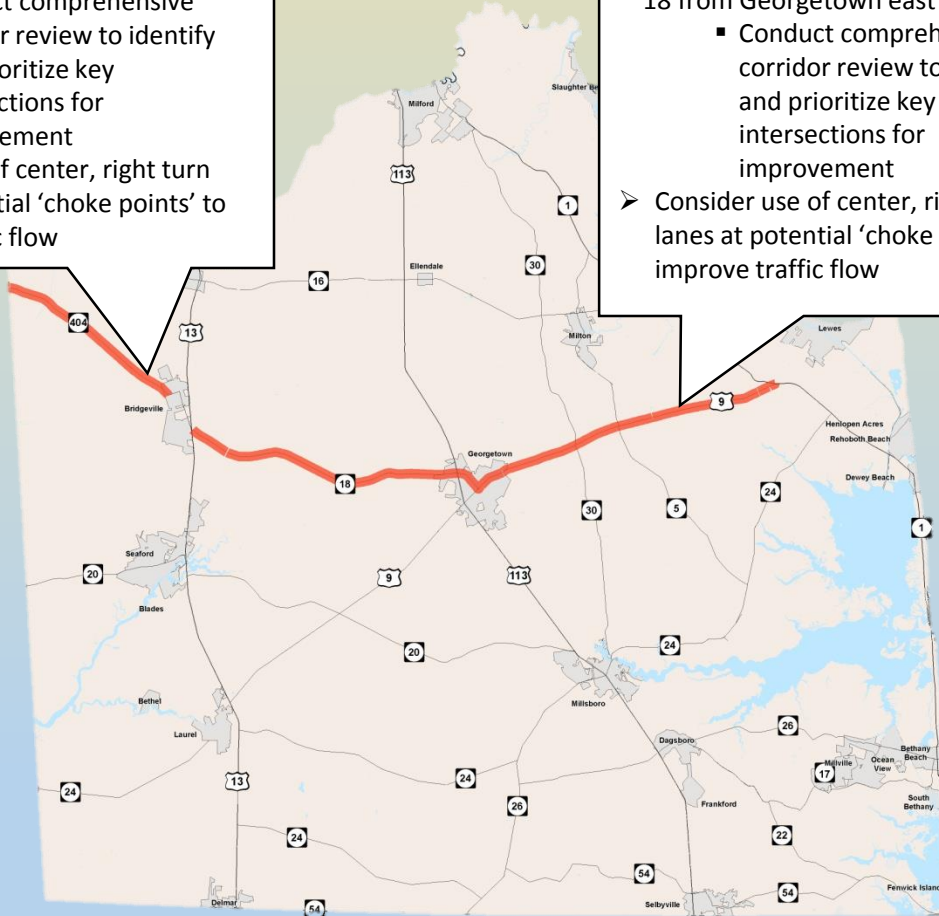 ct comprehensive
r review to identify
oritize key
ctions for
ement
f center, right turn
tial ‘choke points’ to
c flow
18 from Georgetown east
▪ Conduct compreh
corridor review to
and prioritize key
intersections for
improvement
➢ Consider use of center, ri
lanes at potential ‘choke
improve traffic flow
Milford
Slaughter Be
113
1
16
Ellendale
30
404
13
Milton
Lewes
Bridgeville
9
Henlopen Acres
Rehoboth Beach
Georgetown
Dewey Beach
18
24
30
5
1
Seaford
20
9
113
Blades
20
24
Bethel
Millsboro
Laurel
26
Dagsboro
Bethany
Beach
Ocean
View
Millville
17
13
24
24
26
Frankford
South
Bethany
24
22
54
54
Fenwick Island
Delmar
54
Selbyville